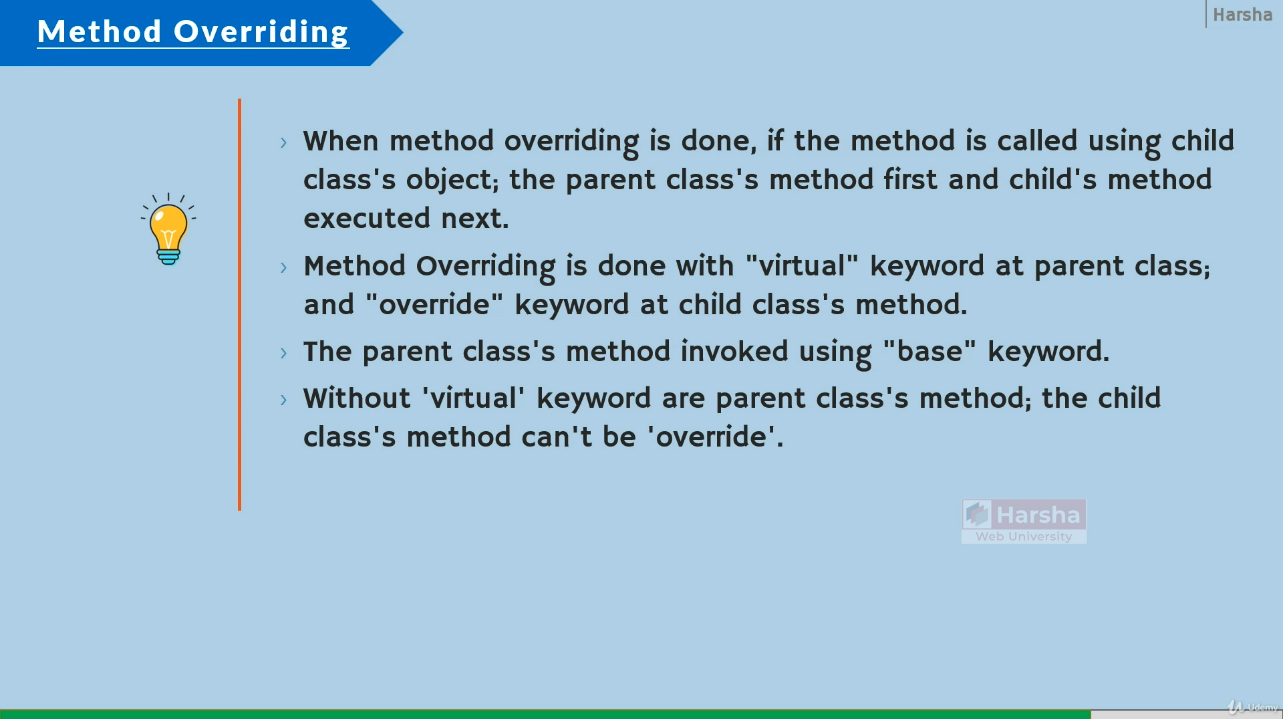 Method Overriding
Harsha
› When method overriding is done, if the method is called using child
class's object; the parent class's method first and child's method
executed next.
› Method Overriding is done with "virtual" keyword at parent class;
and "override" keyword at child class's method.
› The parent class's method invoked using "base" keyword.
› Without 'virtual' keyword are parent class's method; the child
class's method can't be 'override'.
Harsha
Web University
Udemy